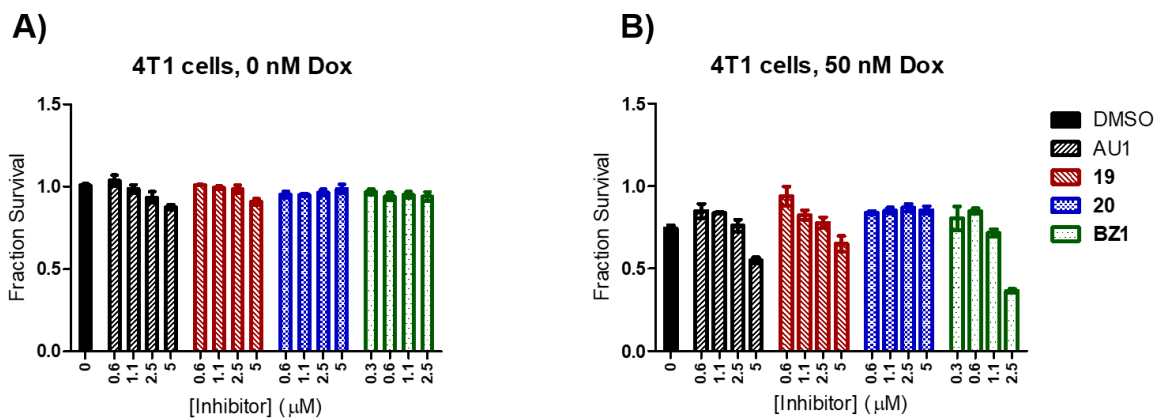 A)
4T1 cells, 0 nM Dox
Fraction Survival
1.5
1.0
0.5
0.0
0 0.6 1.1 2.5 5 0.6 1.1 2.5 5 0.6 1.1 2.5 5 0.3 0.6 1.1 2.5
[Inhibitor] (μM)
B)
4T1 cells, 50 nM Dox
Fraction Survival
1.5
1.0
0.5
0.0
0 0.6 1.1 2.5 5 0.6 1.1 2.5 5 0.6 1.1 2.5 5 0.3 0.6 1.1 2.5
[Inhibitor] (μM)
DMSO
AU1
19
20
BZ1